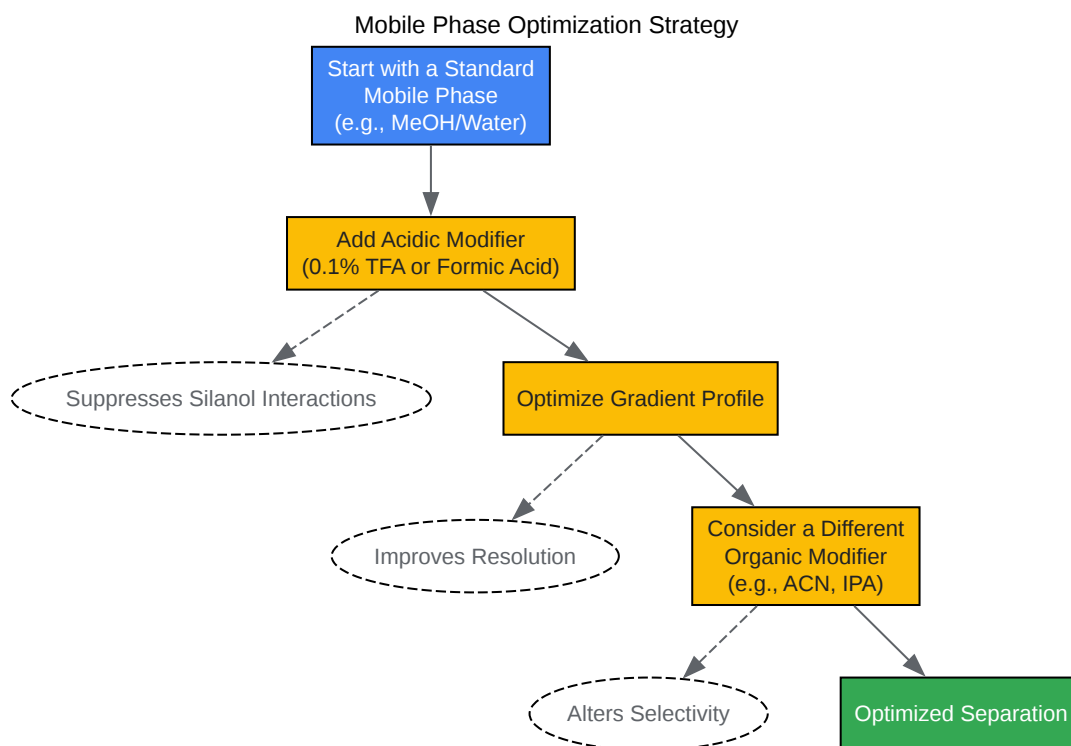 Mobile Phase Optimization Strategy
Start with a Standard
Mobile Phase
(e.g., MeOH/Water)
Add Acidic Modifier
(0.1% TFA or Formic Acid)
Suppresses Silanol Interactions
Optimize Gradient Profile
Improves Resolution
Consider a Different
Organic Modifier
(e.g., ACN, IPA)
Alters Selectivity
Optimized Separation